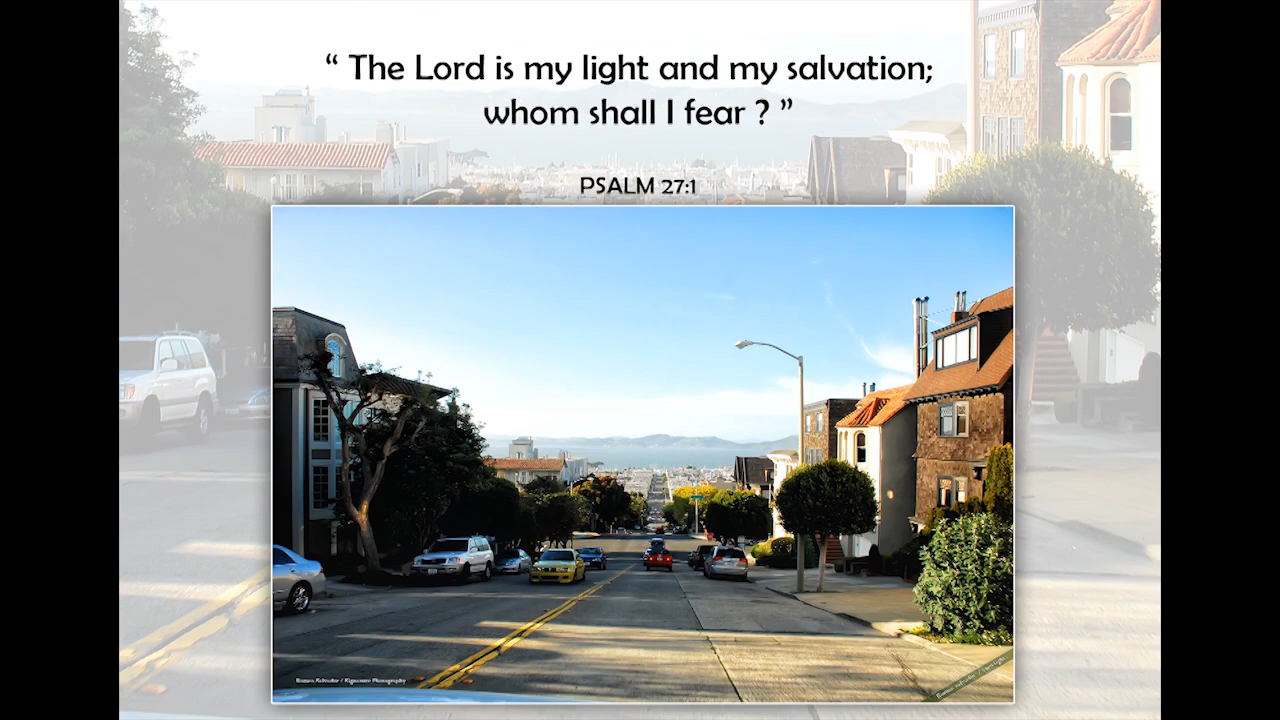 “ The Lord is my light and my salvation;
whom shall I fear ? ”
PSALM 27:1